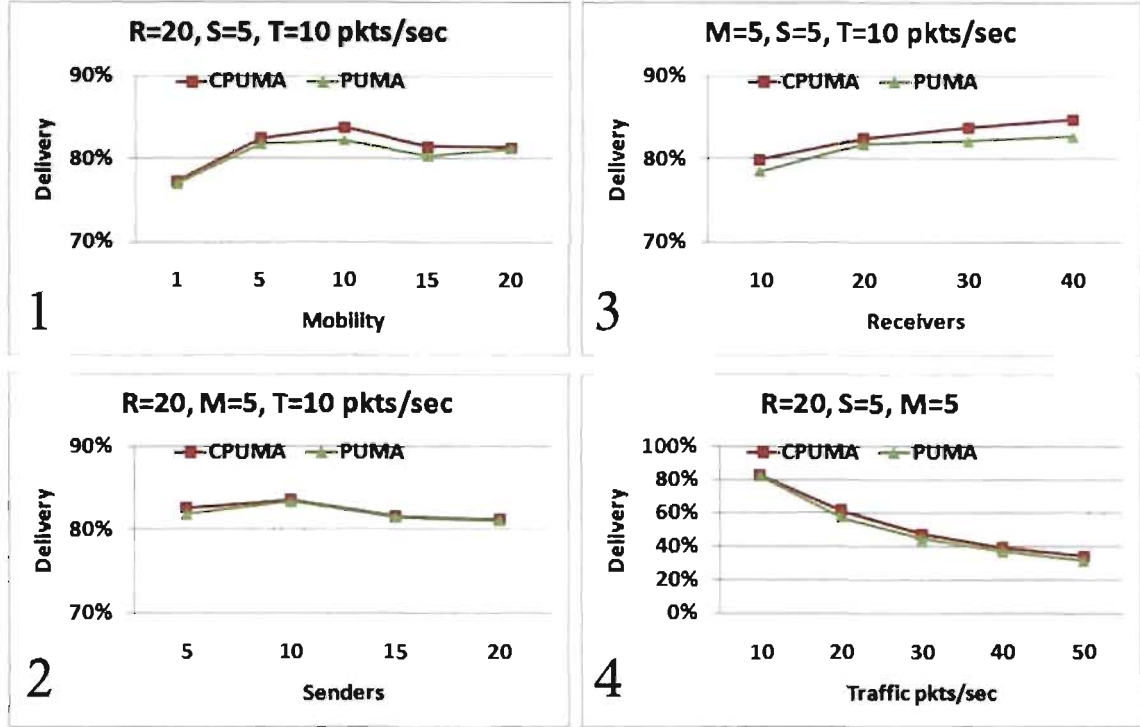 R=20, S=5, T=10 pkts/sec
90%
CPUMA PUMA
80%
70%
Delivery
1 5 10 15 20
Mobility
1
M=5, S=5, T=10 pkts/sec
90%
CPUMA PUMA
80%
70%
Delivery
10 20 30 40
Receivers
3
R=20, M=5, T=10 pkts/sec
90%
CPUMA PUMA
80%
70%
Delivery
5 10 15 20
Senders
2
R=20, S=5, M=5
100%
CPUMA PUMA
80%
60%
40%
20%
0%
Delivery
10 20 30 40 50
Traffic pkts/sec
4